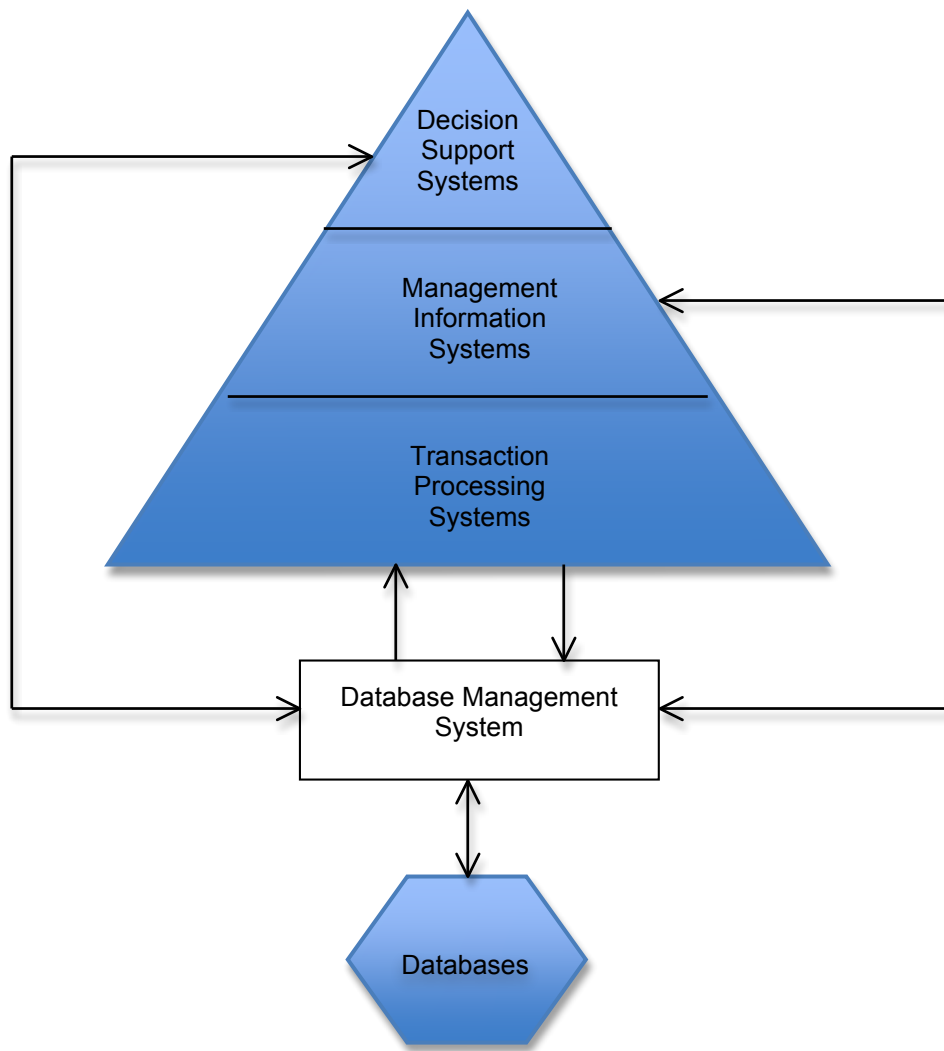 Decision
Support
Systems
Management
Information
Systems
Transaction
Processing
Systems
Database Management
System
Databases